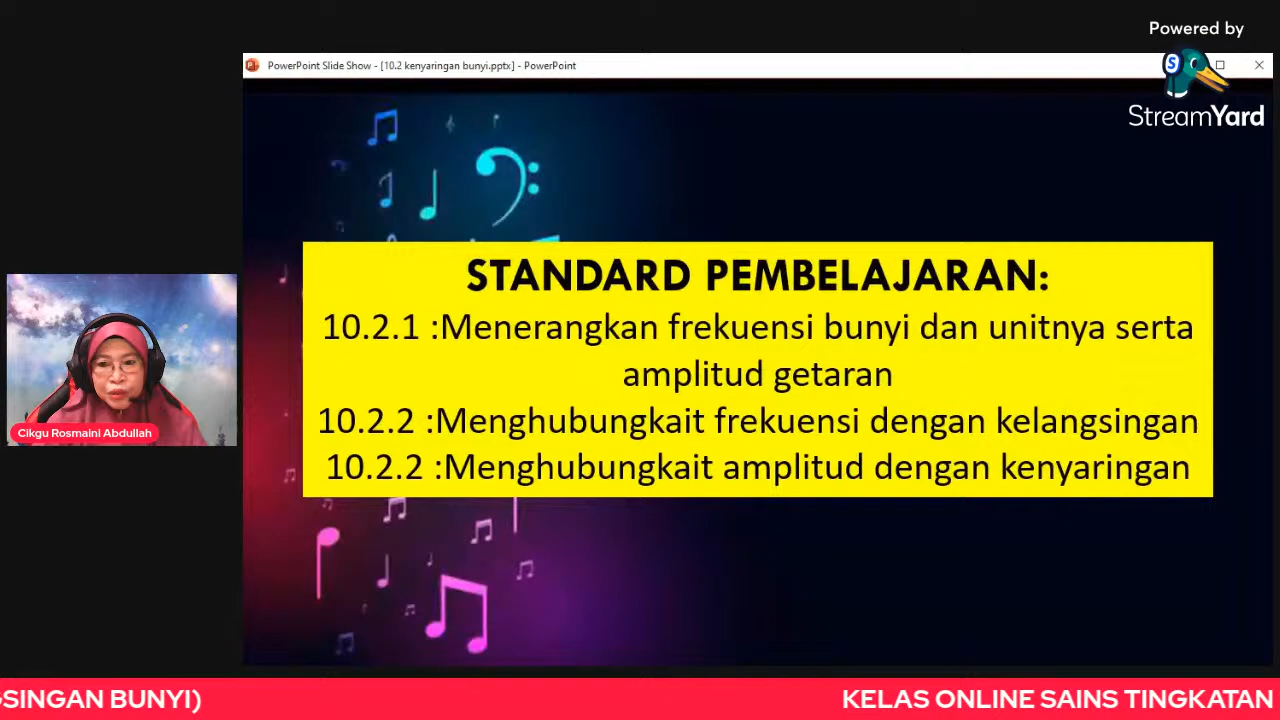 Powered by
StreamYard
PowerPoint Slide Show - [10.2 kenyaringan bunyi.pptx] - PowerPoint
STANDARD PEMBELAJARAN:
10.2.1 :Menerangkan frekuensi bunyi dan unitnya serta
amplitud getaran
10.2.2 :Menghubungkait frekuensi dengan kelangsingan
10.2.2 :Menghubungkait amplitud dengan kenyaringan
Cikgu Rosmaini Abdullah
GSINGAN BUNYI) KELAS ONLINE SAINS TINGKATAN